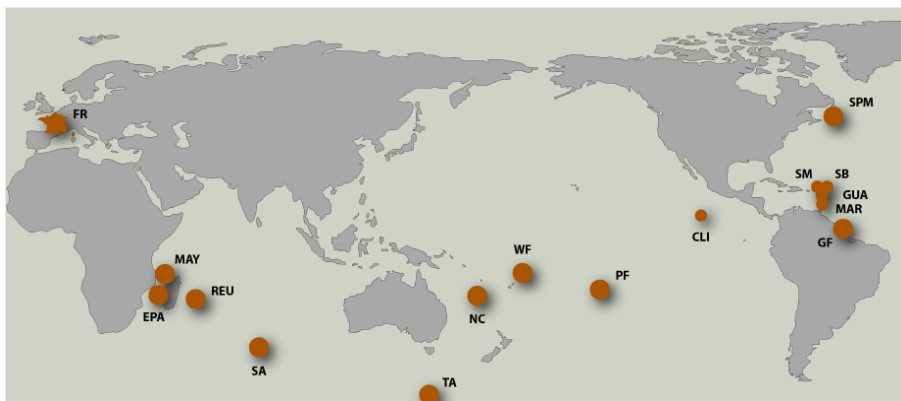 FR
SPM
SM SB
GUA
MAR
CLI
GF
WF
MAY
PF
REU
EPA
NC
SA
TA